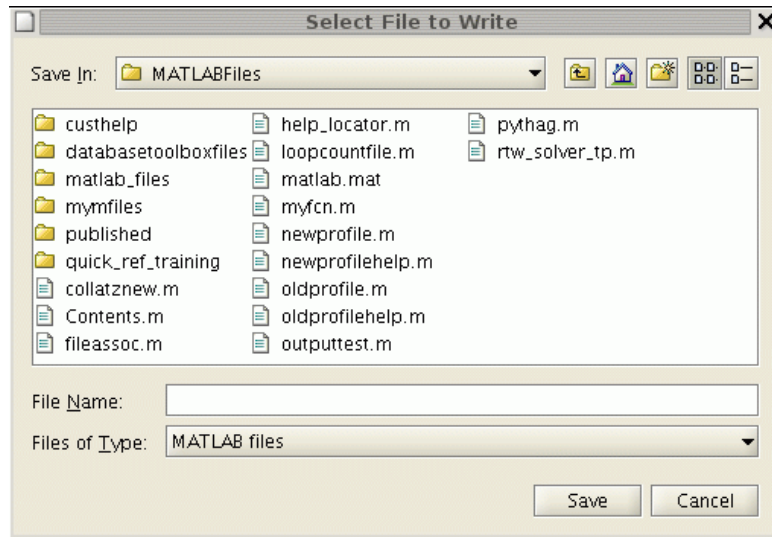 Select File to Write
Save In: MATLABFiles
custhelp help_locator.m pythag.m
databasetoolboxfiles loopcountfile.m rtw_solver_tp.m
matlab_files matlab.mat
mymfiles myfcn.m
published newprofile.m
quick_ref_training newprofilehelp.m
collatznew.m oldprofile.m
Contents.m oldprofilehelp.m
fileassoc.m outputtest.m
File Name:
Files of Type: MATLAB files
Save Cancel